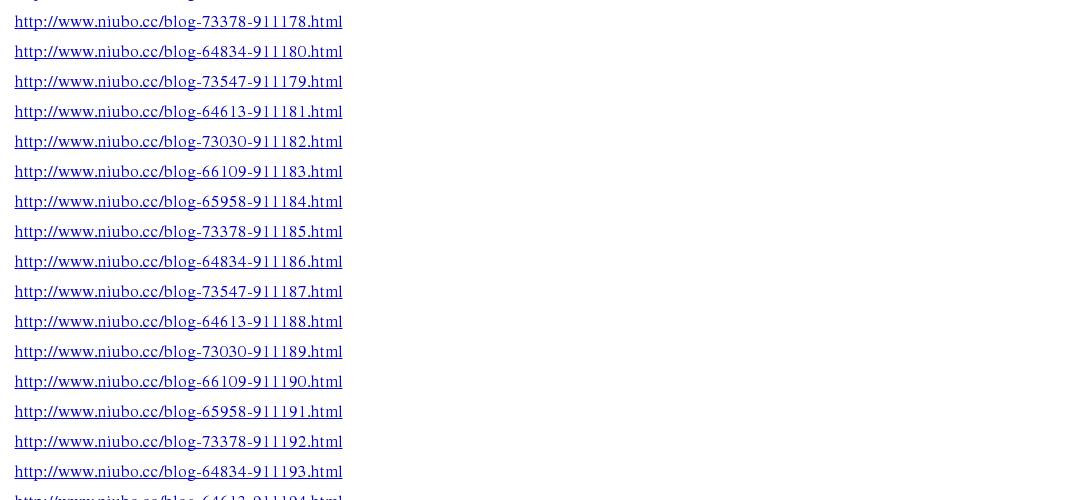 http://www.niubo.cc/blog-73378-911178.html
http://www.niubo.cc/blog-64834-911180.html
http://www.niubo.cc/blog-73547-911179.html
http://www.niubo.cc/blog-64613-911181.html
http://www.niubo.cc/blog-73030-911182.html
http://www.niubo.cc/blog-66109-911183.html
http://www.niubo.cc/blog-65958-911184.html
http://www.niubo.cc/blog-73378-911185.html
http://www.niubo.cc/blog-64834-911186.html
http://www.niubo.cc/blog-73547-911187.html
http://www.niubo.cc/blog-64613-911188.html
http://www.niubo.cc/blog-73030-911189.html
http://www.niubo.cc/blog-66109-911190.html
http://www.niubo.cc/blog-65958-911191.html
http://www.niubo.cc/blog-73378-911192.html
http://www.niubo.cc/blog-64834-911193.html